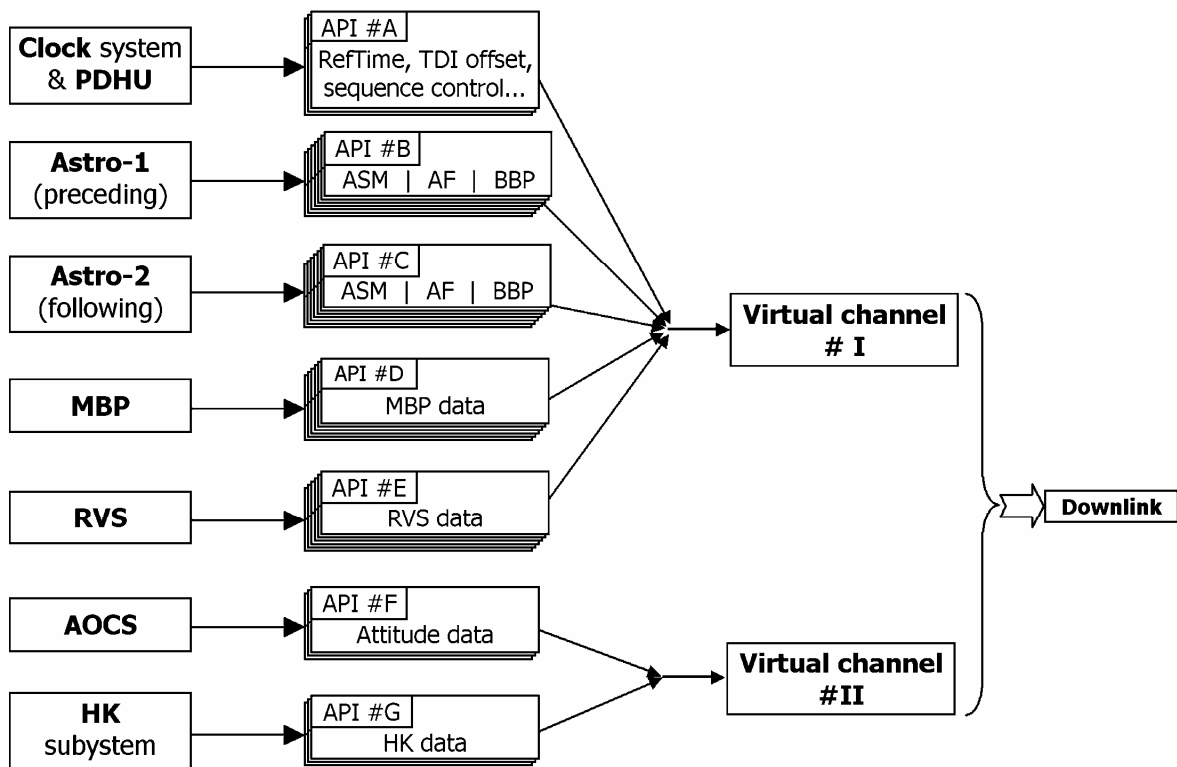 Clock system
& PDHU
API #A
RefTime, TDI offset,
sequence control...
Astro-1
(preceding)
API #B
ASM | AF | BBP
Astro-2
(following)
API #C
ASM | AF | BBP
Virtual channel
# I
MBP
API #D
MBP data
RVS
API #E
RVS data
Downlink
AOCS
API #F
Attitude data
Virtual channel
#II
HK
subystem
API #G
HK data